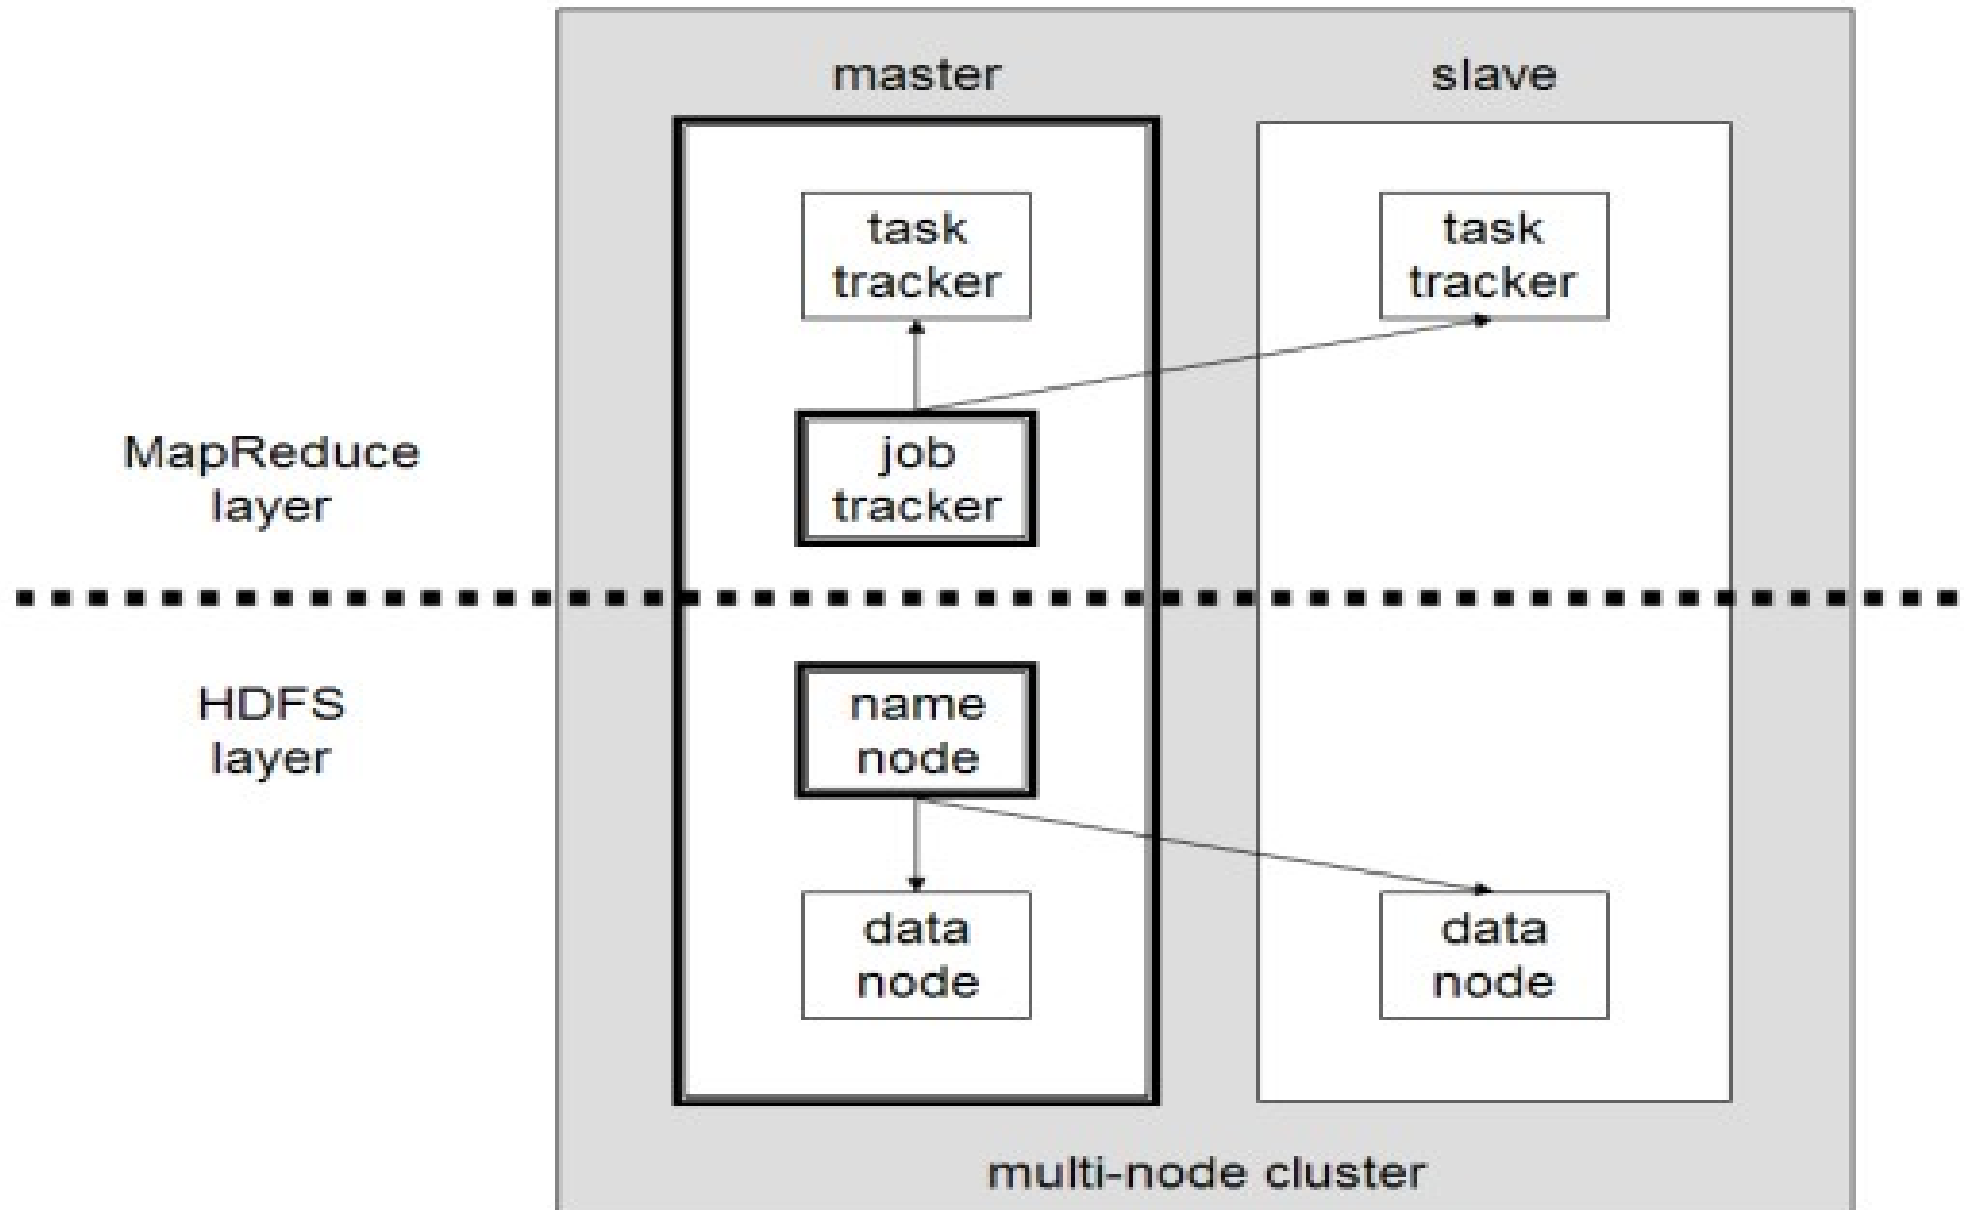 master
slave
task
tracker
task
tracker
MapReduce
layer
job
tracker
HDFS
layer
name
node
data
node
data
node
multi-node cluster